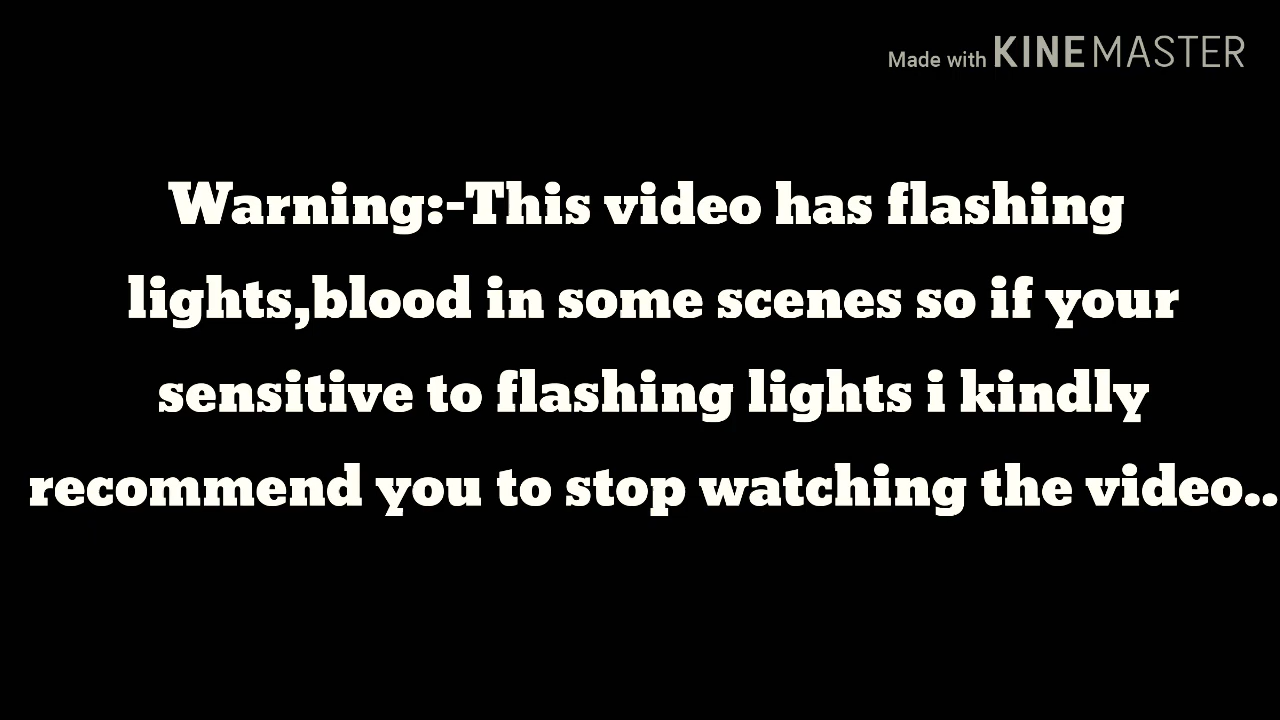 Made with KINEMASTER
Warning:-This video has flashing
lights,blood in some scenes so if your
sensitive to flashing lights i kindly
recommend you to stop watching the video..